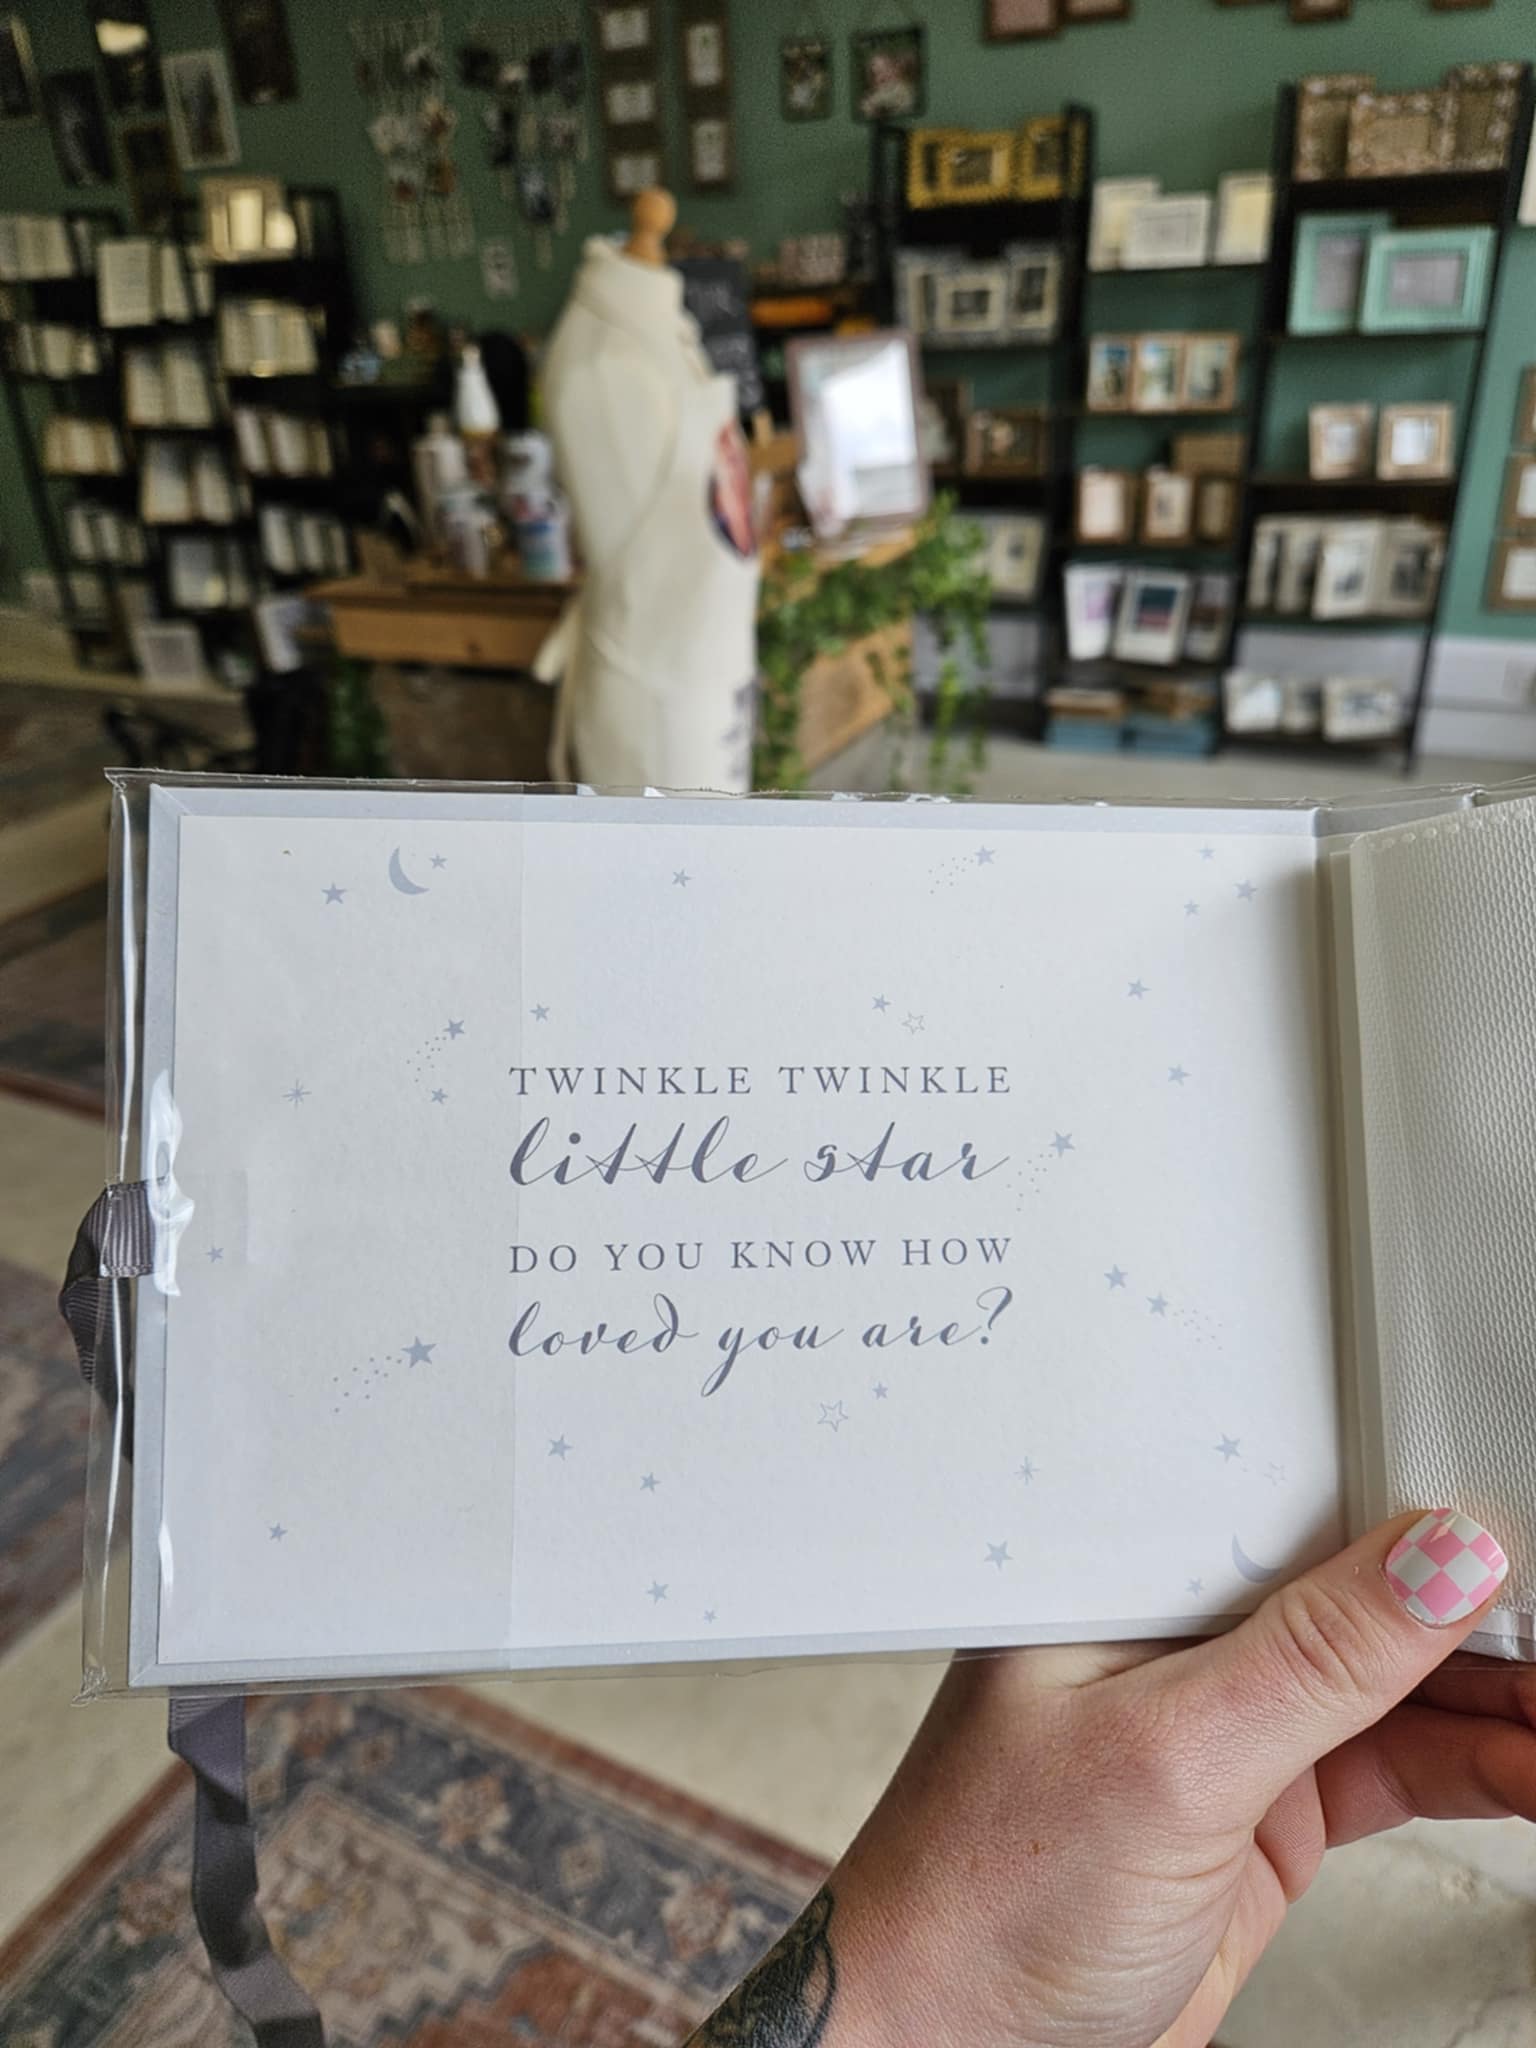 TWINKLE TWINKLE
little star
DO YOU KNOW HOW
loved you are?